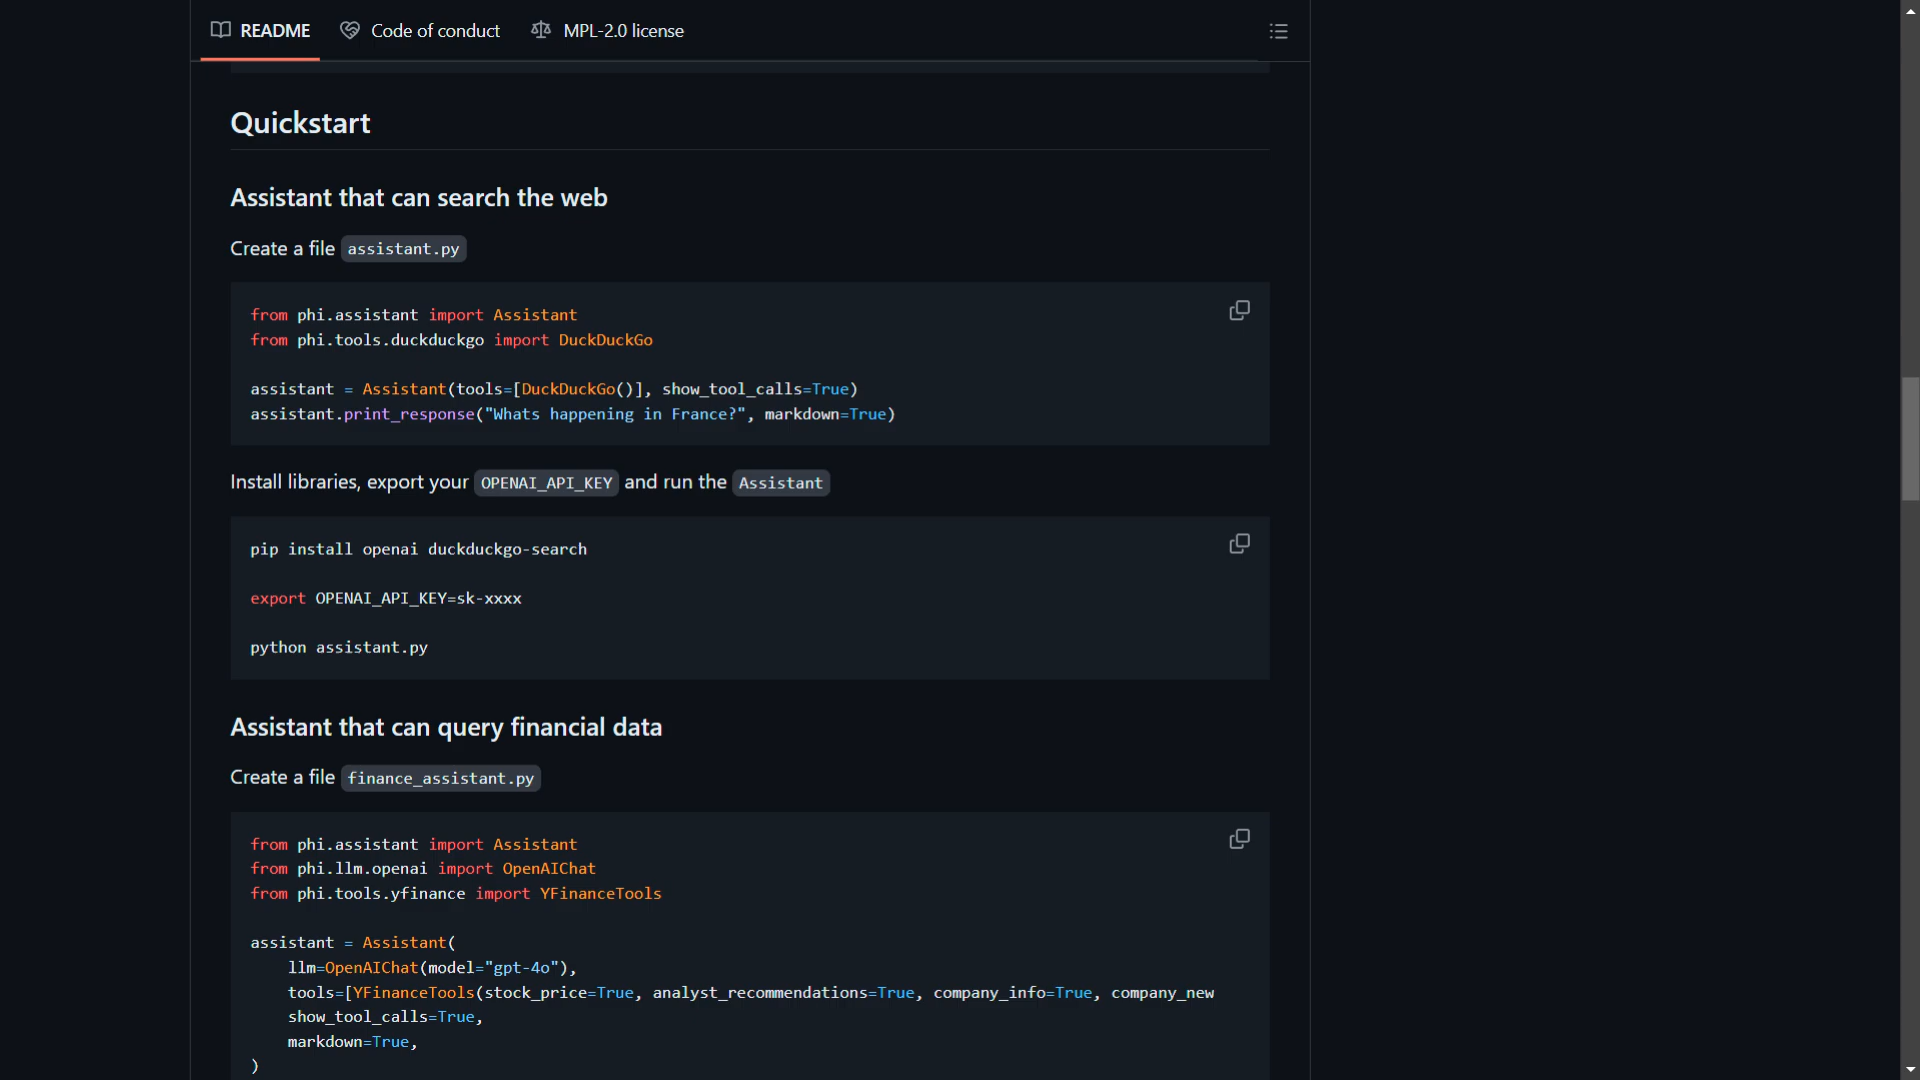 README Code of conduct MPL-2.0 license
Quickstart
Assistant that can search the web
Create a file assistant.py
from phi.assistant import Assistant
from phi.tools.duckduckgo import DuckDuckGo
assistant = Assistant(tools=[DuckDuckGo()], show_tool_calls=True)
assistant.print_response("Whats happening in France?", markdown=True)
Install libraries, export your OPENAI_API_KEY and run the Assistant
pip install openai duckduckgo-search
export OPENAI_API_KEY=sk-xxxx
python assistant.py
Assistant that can query financial data
Create a file finance_assistant.py
from phi.assistant import Assistant
from phi.llm.openai import OpenAIChat
from phi.tools.yfinance import YFinanceTools
assistant = Assistant(
    llm=OpenAIChat(model="gpt-4o"),
    tools=[YFinanceTools(stock_price=True, analyst_recommendations=True, company_info=True, company_new
    show_tool_calls=True,
    markdown=True,
)